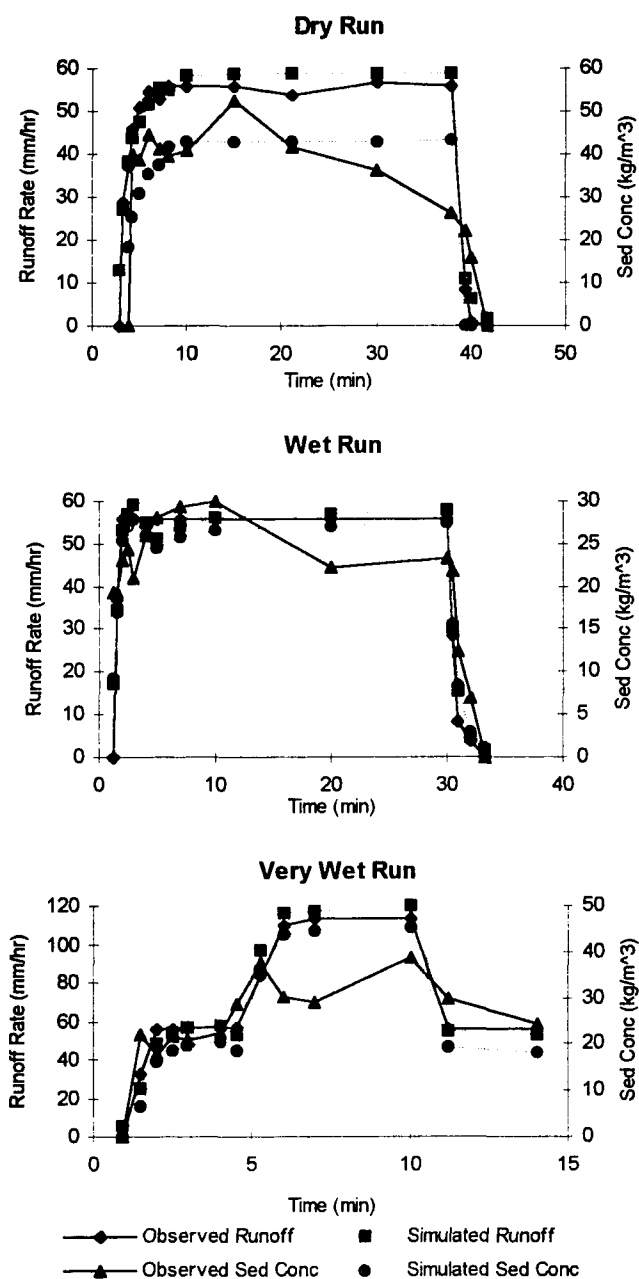 Dry Run
60 60
50 50
40 40
30 30
20 20
10 10
0 0
0 10 20 30 40 50
Runoff Rate (mm/hr)
Sed Conc (kg/m^3)
Time (min)
Wet Run
60 30
50 25
40 20
30 15
20 10
10 5
0 0
0 10 20 30 40
Runoff Rate (mm/hr)
Sed Conc (kg/m^3)
Time (min)
Very Wet Run
120 50
100 40
80 30
60 20
40 10
20 0
0
0 5 10 15
Runoff Rate (mm/hr)
Sed Conc (kg/m^3)
Time (min)
Observed Runoff Simulated Runoff
Observed Sed Conc Simulated Sed Conc